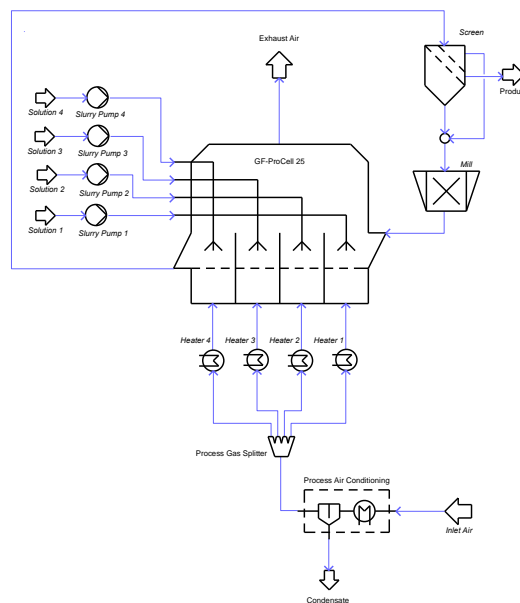 Screen
Exhaust Air
Produ
Solution 4
Slurry Pump 4
Solution 3
Slurry Pump 3
GF-ProCell 25
Mill
Solution 2
Slurry Pump 2
Solution 1
Slurry Pump 1
Heater 4
Heater 3
Heater 2
Heater 1
Process Gas Splitter
Process Air Conditioning
Inlet Air
Condensate